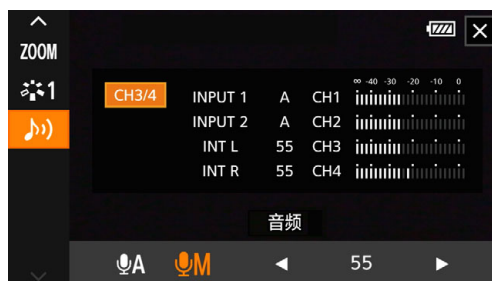 ZOOM
1
∞ -40 -30 -20 -10 0
CH3/4 INPUT 1 A CH1
INPUT 2 A CH2
INT L 55 CH3
INT R 55 CH4
音频
A M 55